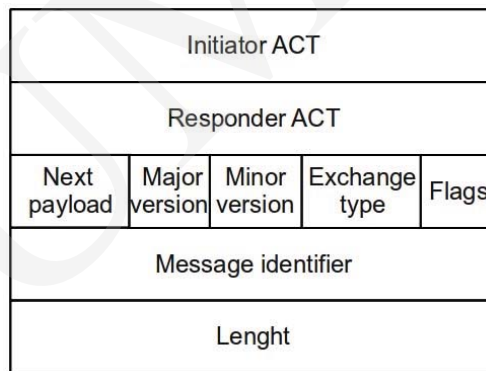 Initiator ACT
Responder ACT
Next payload Major version Minor version Exchange type Flags
Message identifier
Lenght